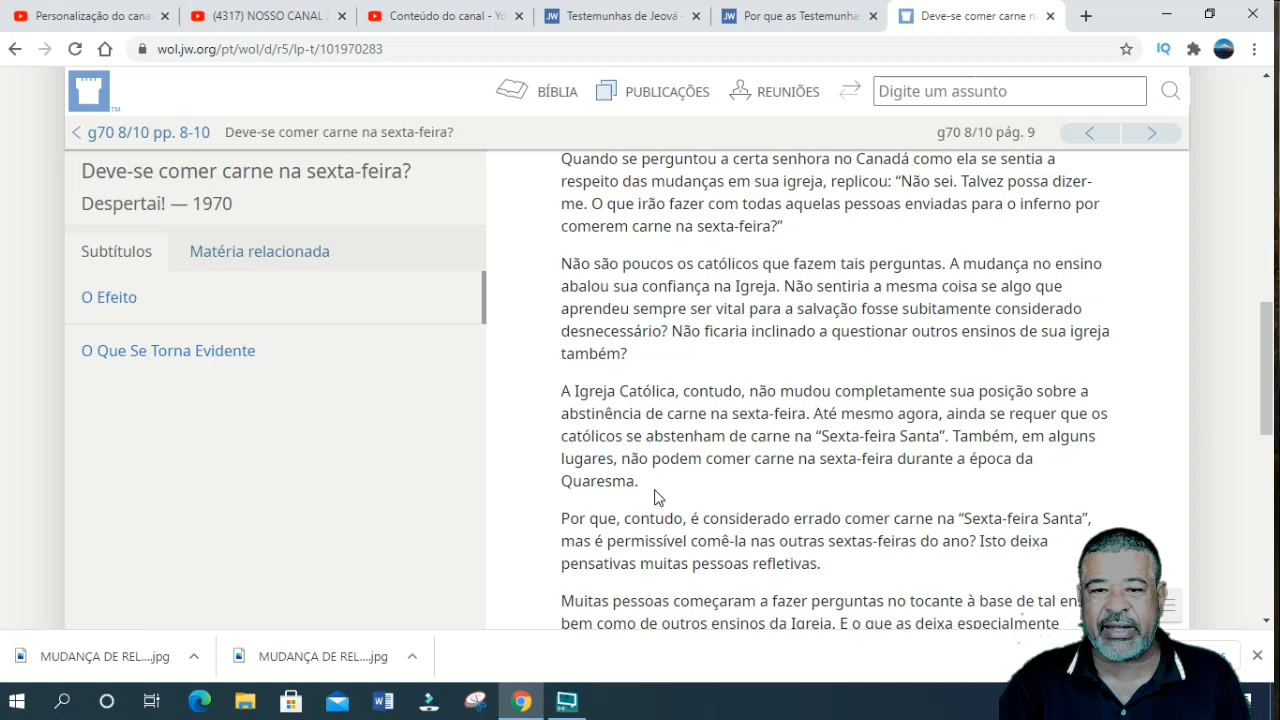 Personalização do cana
(4317) NOSSO CANAL
Conteúdo do canal - Yo
Testemunhas de Jeová -
Por que as Testemunha
Deve-se comer carne n
wol.jw.org/pt/wol/d/r5/lp-t/101970283
IQ
TM
BÍBLIA
PUBLICAÇÕES
REUNIÕES
Digite um assunto
g70 8/10 pp. 8-10
Deve-se comer carne na sexta-feira?
g70 8/10 pág. 9
Deve-se comer carne na sexta-feira?
Despertai! — 1970
Subtítulos
Matéria relacionada
O Efeito
O Que Se Torna Evidente
Quando se perguntou a certa senhora no Canadá como ela se sentia a
respeito das mudanças em sua igreja, replicou: “Não sei. Talvez possa dizer-
me. O que irão fazer com todas aquelas pessoas enviadas para o inferno por
comerem carne na sexta-feira?”
Não são poucos os católicos que fazem tais perguntas. A mudança no ensino
abalou sua confiança na Igreja. Não sentiria a mesma coisa se algo que
aprendeu sempre ser vital para a salvação fosse subitamente considerado
desnecessário? Não ficaria inclinado a questionar outros ensinos de sua igreja
também?
A Igreja Católica, contudo, não mudou completamente sua posição sobre a
abstinência de carne na sexta-feira. Até mesmo agora, ainda se requer que os
católicos se abstenham de carne na “Sexta-feira Santa”. Também, em alguns
lugares, não podem comer carne na sexta-feira durante a época da
Quaresma.
Por que, contudo, é considerado errado comer carne na “Sexta-feira Santa”,
mas é permissível comê-la nas outras sextas-feiras do ano? Isto deixa
pensativas muitas pessoas refletivas.
Muitas pessoas começaram a fazer perguntas no tocante à base de tal en
bem como de outros ensinos da Igreja. E o que as deixa especialmente
MUDANÇA DE REL....jpg
MUDANÇA DE REL....jpg